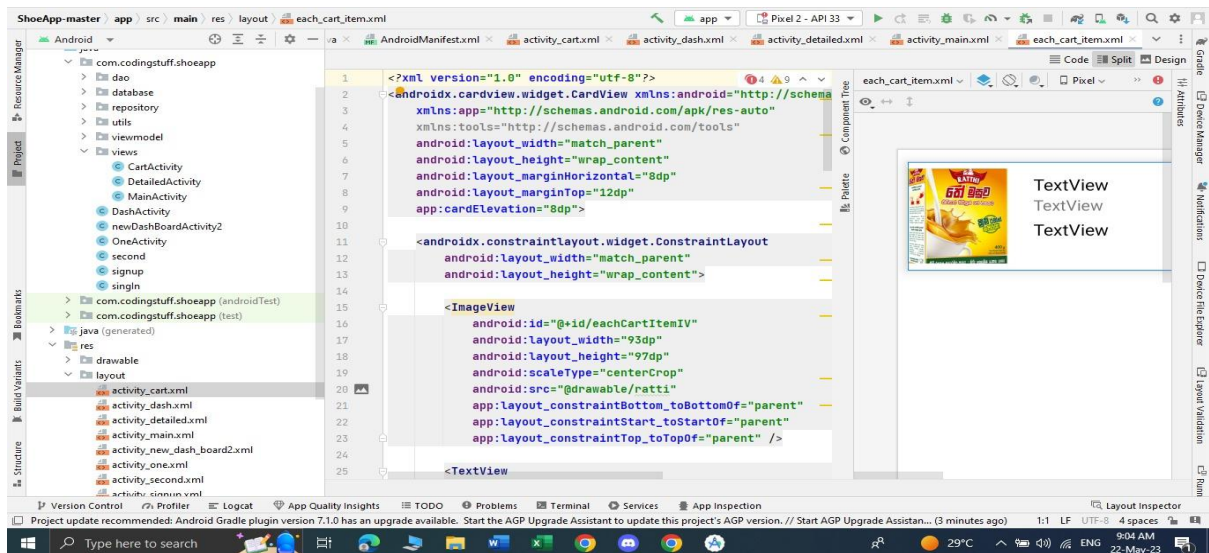 ShoeApp-master app src main res layout each_cart_item.xml
app
Pixel 2 - API 33
Android
AndroidManifest.xml
activity_cart.xml
activity_dash.xml
activity_detailed.xml
activity_main.xml
each_cart_item.xml
Code Split Design
Resource Manager
Project
Bookmarks
Build Variants
Structure
java
com.codingstuff.shoeapp
dao
database
repository
utils
viewmodel
views
CartActivity
DetailedActivity
MainActivity
DashActivity
newDashBoardActivity2
OneActivity
second
signup
singIn
com.codingstuff.shoeapp (androidTest)
com.codingstuff.shoeapp (test)
java (generated)
res
drawable
layout
activity_cart.xml
activity_dash.xml
activity_detailed.xml
activity_main.xml
activity_new_dash_board2.xml
activity_one.xml
activity_second.xml
activity_signup.xml
4 9
1 <?xml version="1.0" encoding="utf-8"?>
2 <androidx.cardview.widget.CardView xmlns:android="http://schema
3 xmlns:app="http://schemas.android.com/apk/res-auto"
4 xmlns:tools="http://schemas.android.com/tools"
5 android:layout_width="match_parent"
6 android:layout_height="wrap_content"
7 android:layout_marginHorizontal="8dp"
8 android:layout_marginTop="12dp"
9 app:cardElevation="8dp">
10
11 <androidx.constraintlayout.widget.ConstraintLayout
12 android:layout_width="match_parent"
13 android:layout_height="wrap_content">
14
15 <ImageView
16 android:id="@+id/eachCartItemIV"
17 android:layout_width="93dp"
18 android:layout_height="97dp"
19 android:scaleType="centerCrop"
20 android:src="@drawable/ratti"
21 app:layout_constraintBottom_toBottomOf="parent"
22 app:layout_constraintStart_toStartOf="parent"
23 app:layout_constraintTop_toTopOf="parent" />
24
25 <TextView
Component Tree
Palette
each_cart_item.xml
Pixel
RATTHI
TextView
TextView
TextView
Attributes
Gradle
Device Manager
Notifications
Device File Explorer
Layout Validation
Version Control Profiler Logcat App Quality Insights TODO Problems Terminal Services App Inspection Layout Inspector
Project update recommended: Android Gradle plugin version 7.1.0 has an upgrade available. Start the AGP Upgrade Assistant to update this project's AGP version. // Start AGP Upgrade Assistan... (3 minutes ago) 1:1 LF UTF-8 4 spaces
Type here to search
29°C
ENG
9:04 AM
22-May-23